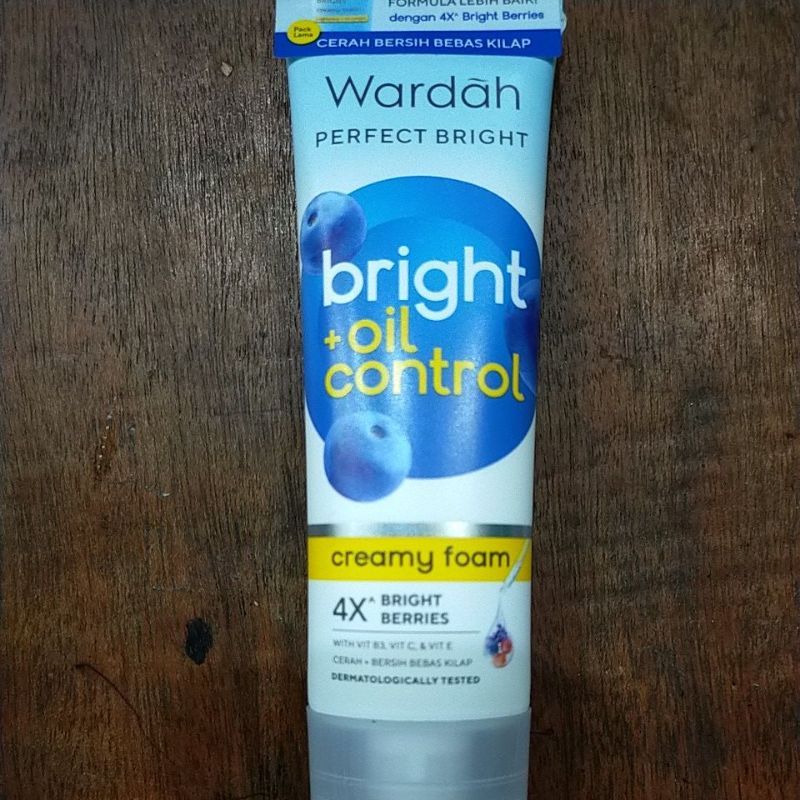 FORMULA LEBIH BAIK!
dengan 4X^ Bright Berries
Pack
Lama
CERAH BERSIH BEBAS KILAP
Wardāh
PERFECT BRIGHT
bright
+ oil
control
creamy foam
4X^ BRIGHT
BERRIES
WITH VIT B3, VIT C, & VIT E
CERAH + BERSIH BEBAS KILAP
DERMATOLOGICALLY TESTED